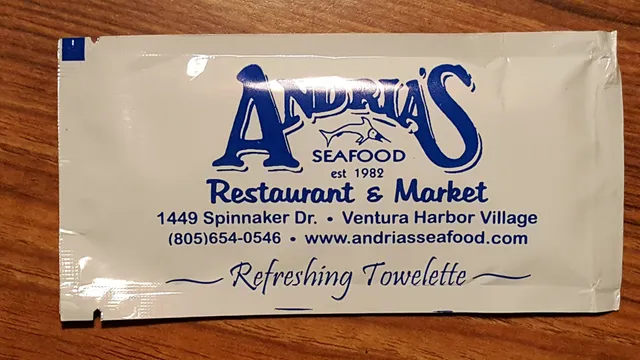 ANDRIA'S
SEAFOOD
est 1982
Restaurant & Market
1449 Spinnaker Dr. • Ventura Harbor Village
(805)654-0546 • www.andriasseafood.com
Refreshing Towelette